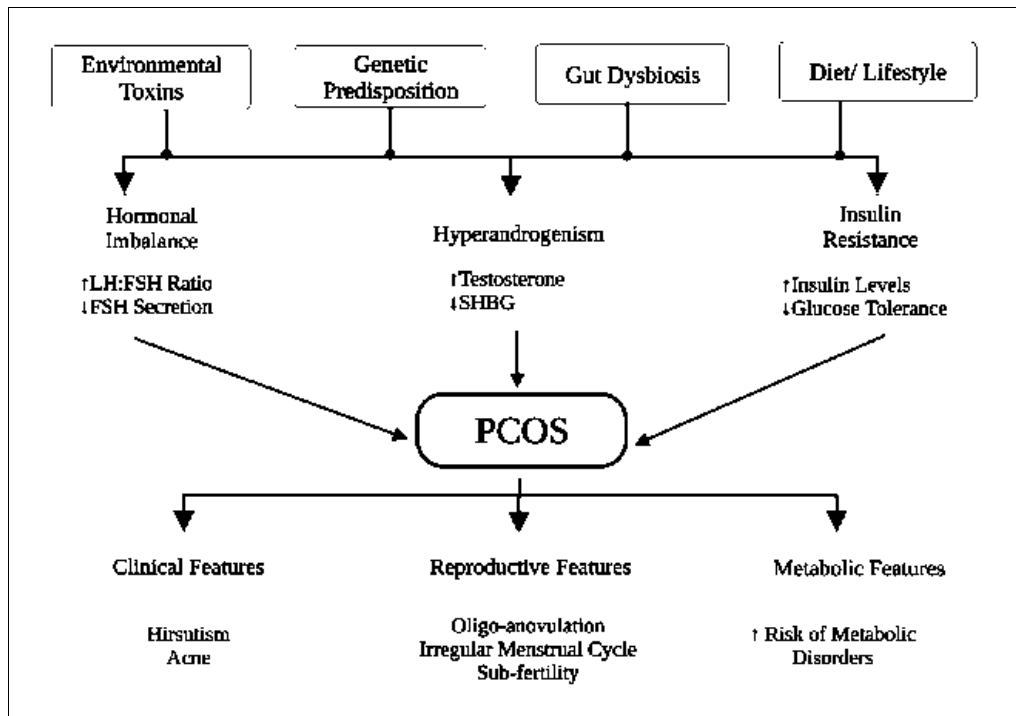 Environmental
Toxins
Genetic
Predisposition
Gut Dysbiosis
Diet/ Lifestyle
Hormonal
Imbalance
↑LH:FSH Ratio
↓FSH Secretion
Hyperandrogenism
↑Testosterone
↓SHBG
Insulin
Resistance
↑Insulin Levels
↓Glucose Tolerance
PCOS
Clinical Features
Hirsutism
Acne
Reproductive Features
Oligo-anovulation
Irregular Menstrual Cycle
Sub-fertility
Metabolic Features
↑ Risk of Metabolic
Disorders